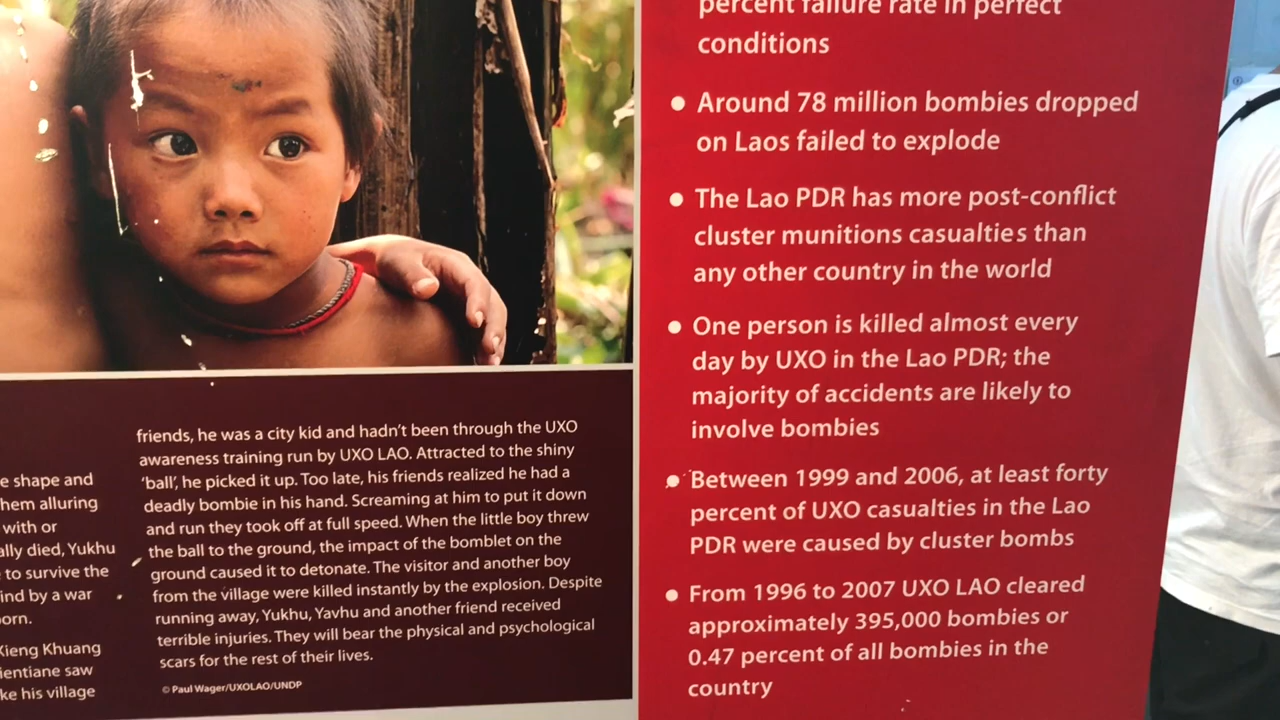 e shape and
hem alluring
with or
ally died, Yukhu
to survive the
ind by a war
orn.
Xieng Khuang
ientiane saw
ke his village
friends, he was a city kid and hadn't been through the UXO
awareness training run by UXO LAO. Attracted to the shiny
'ball', he picked it up. Too late, his friends realized he had a
deadly bombie in his hand. Screaming at him to put it down
and run they took off at full speed. When the little boy threw
the ball to the ground, the impact of the bomblet on the
ground caused it to detonate. The visitor and another boy
from the village were killed instantly by the explosion. Despite
running away, Yukhu, Yavhu and another friend received
terrible injuries. They will bear the physical and psychological
scars for the rest of their lives.
© Paul Wager/UXOLAO/UNDP
percent failure rate in perfect
conditions
• Around 78 million bombies dropped
on Laos failed to explode
• The Lao PDR has more post-conflict
cluster munitions casualties than
any other country in the world
• One person is killed almost every
day by UXO in the Lao PDR; the
majority of accidents are likely to
involve bombies
• Between 1999 and 2006, at least forty
percent of UXO casualties in the Lao
PDR were caused by cluster bombs
• From 1996 to 2007 UXO LAO cleared
approximately 395,000 bombies or
0.47 percent of all bombies in the
country